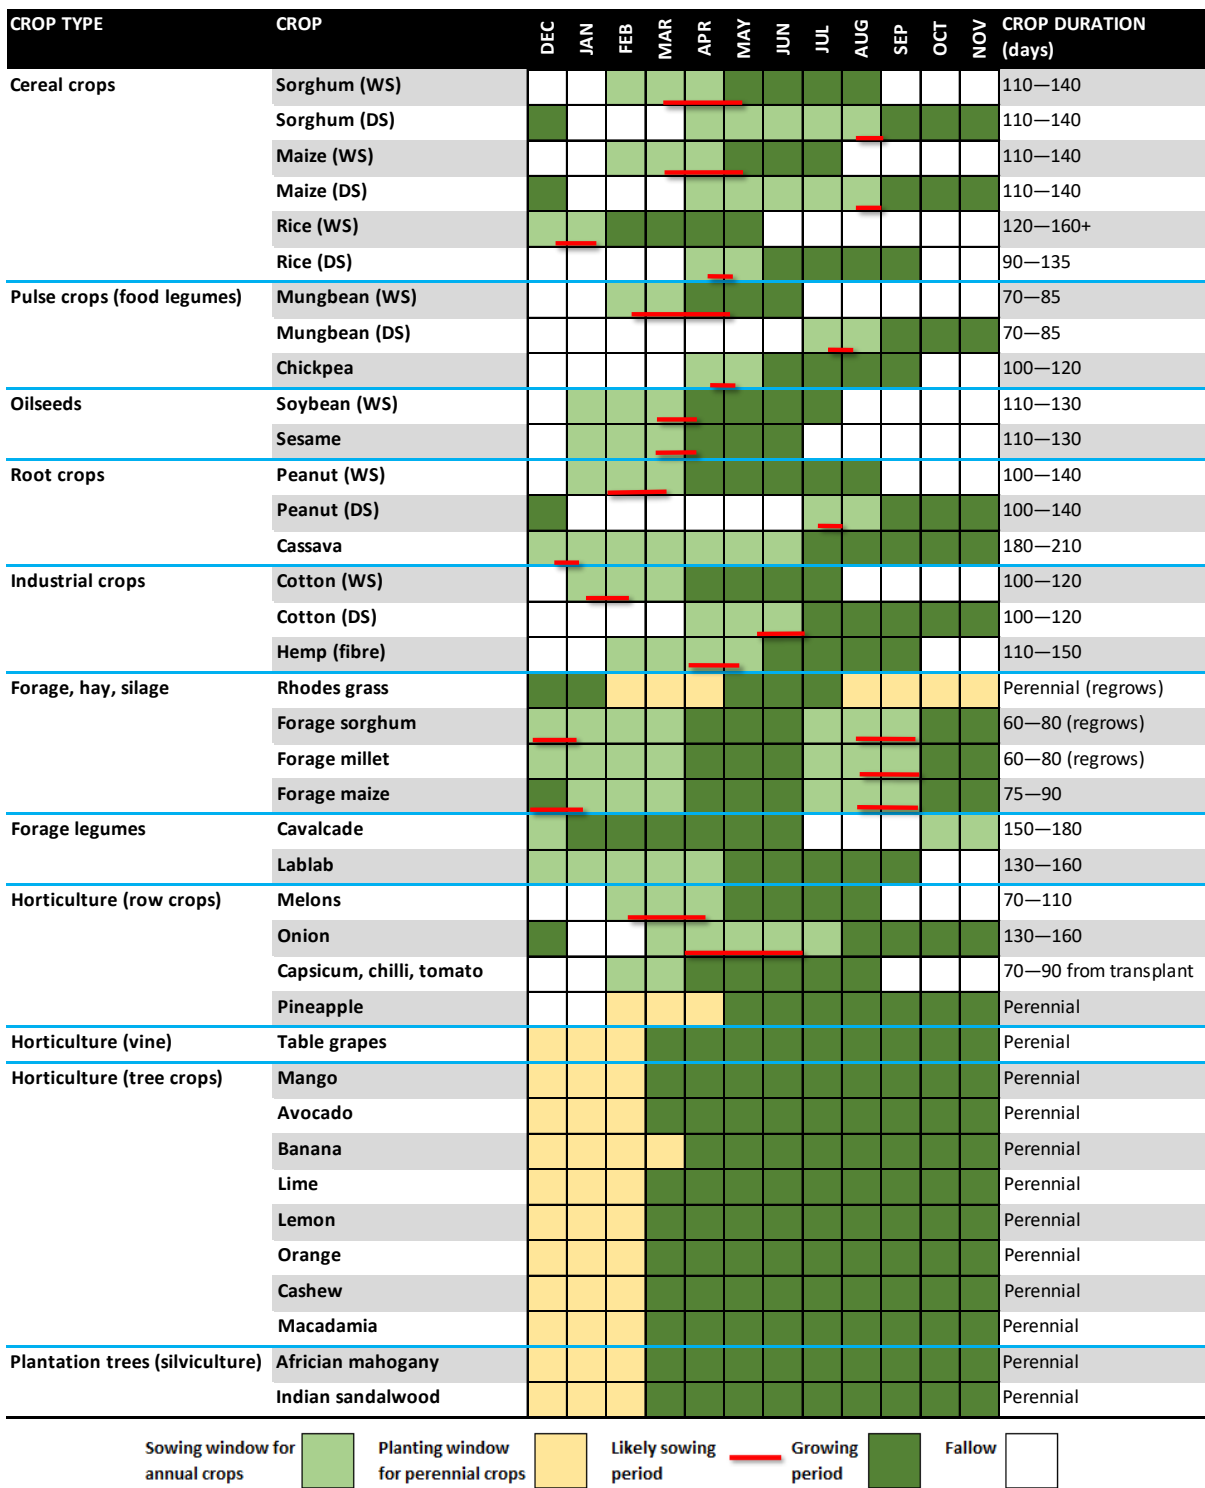 CROP TYPE CROP DEC JAN FEB MAR APR MAY JUN JUL AUG SEP OCT NOV CROP DURATION
(days)
Cereal crops Sorghum (WS) 110—140
Sorghum (DS) 110—140
Maize (WS) 110—140
Maize (DS) 110—140
Rice (WS) 120—160+
Rice (DS) 90—135
Pulse crops (food legumes) Mungbean (WS) 70—85
Mungbean (DS) 70—85
Chickpea 100—120
Oilseeds Soybean (WS) 110—130
Sesame 110—130
Root crops Peanut (WS) 100—140
Peanut (DS) 100—140
Cassava 180—210
Industrial crops Cotton (WS) 100—120
Cotton (DS) 100—120
Hemp (fibre) 110—150
Forage, hay, silage Rhodes grass Perennial (regrows)
Forage sorghum 60—80 (regrows)
Forage millet 60—80 (regrows)
Forage maize 75—90
Forage legumes Cavalcade 150—180
Lablab 130—160
Horticulture (row crops) Melons 70—110
Onion 130—160
Capsicum, chilli, tomato 70—90 from transplant
Pineapple Perennial
Horticulture (vine) Table grapes Perenial
Horticulture (tree crops) Mango Perennial
Avocado Perennial
Banana Perennial
Lime Perennial
Lemon Perennial
Orange Perennial
Cashew Perennial
Macadamia Perennial
Plantation trees (silviculture) Africian mahogany Perennial
Indian sandalwood Perennial
Sowing window for Planting window Likely sowing Growing Fallow
annual crops for perennial crops period period